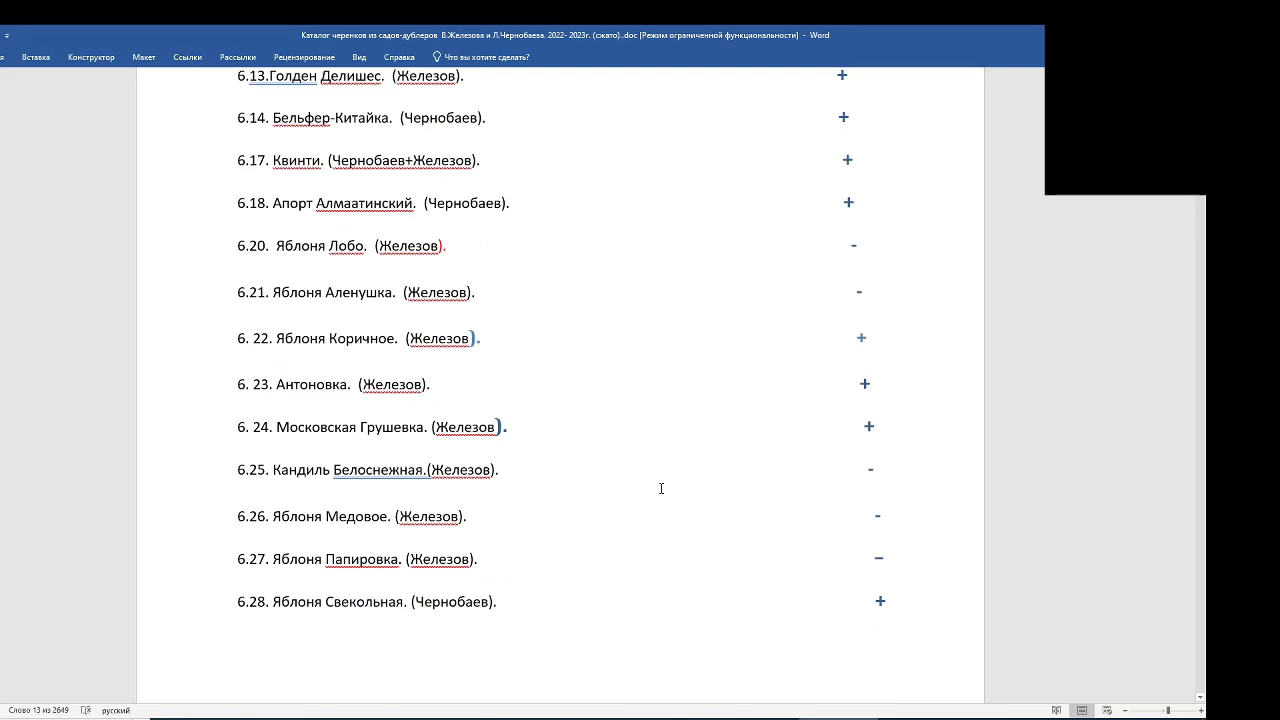 Каталог черенков из садов-дублеров В.Железова и Л.Чернобаева. 2022- 2023г. (сжато)..doc [Режим ограниченной функциональности] - Word
Вставка Конструктор Макет Ссылки Рассылки Рецензирование Вид Справка Что вы хотите сделать?
6.13.Голден Делишес. (Железов). +
6.14. Бельфер-Китайка. (Чернобаев). +
6.17. Квинти. (Чернобаев+Железов). +
6.18. Апорт Алмаатинский. (Чернобаев). +
6.20. Яблоня Лобо. (Железов). -
6.21. Яблоня Аленушка. (Железов). -
6. 22. Яблоня Коричное. (Железов). +
6. 23. Антоновка. (Железов). +
6. 24. Московская Грушевка. (Железов). +
6.25. Кандиль Белоснежная.(Железов). -
6.26. Яблоня Медовое. (Железов). -
6.27. Яблоня Папировка. (Железов). –
6.28. Яблоня Свекольная. (Чернобаев). +
Слово 13 из 2649 русский